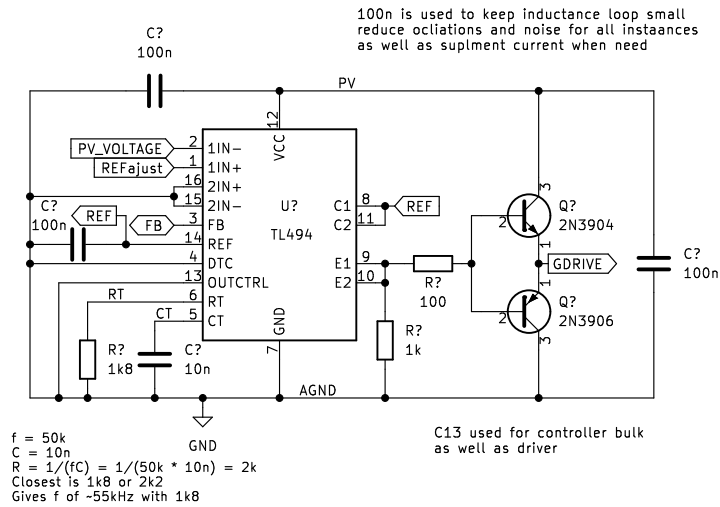 100n is used to keep inductance loop small
reduce ocliations and noise for all instaances
as well as suplment current when need
C?
100n
PV
12
VCC
PV_VOLTAGE
2
1IN-
REFajust
1
1IN+
16
2IN+
15
2IN-
U?
TL494
8
C1
11
C2
REF
3
Q?
2N3904
2
1
C?
100n
REF
FB
3
FB
14
REF
4
DTC
13
OUTCTRL
9
E1
10
E2
R?
100
GDRIVE
C?
100n
1
Q?
2N3906
2
3
RT
6
RT
CT
5
CT
GND
7
R?
1k8
C?
10n
R?
1k
AGND
GND
C13 used for controller bulk
as well as driver
f = 50k
C = 10n
R = 1/(fC) = 1/(50k * 10n) = 2k
Closest is 1k8 or 2k2
Gives f of ~55kHz with 1k8